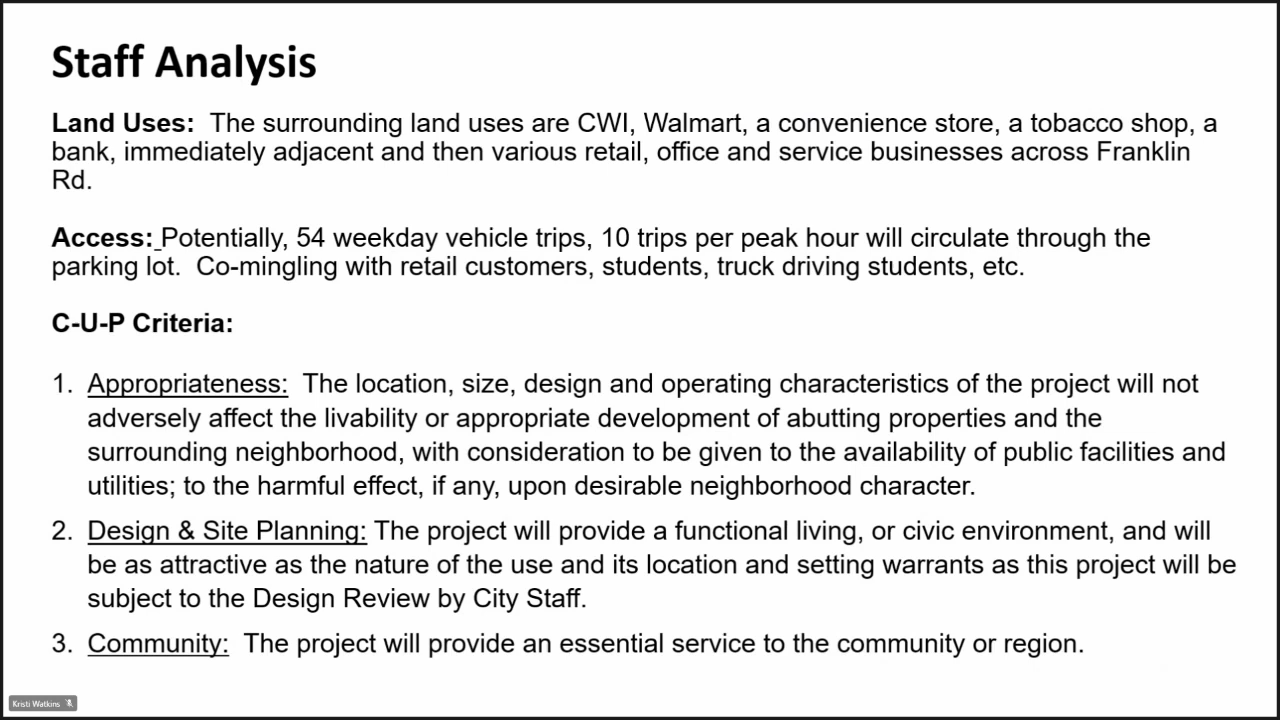 Staff Analysis
Land Uses:  The surrounding land uses are CWI, Walmart, a convenience store, a tobacco shop, a
bank, immediately adjacent and then various retail, office and service businesses across Franklin
Rd.
Access: Potentially, 54 weekday vehicle trips, 10 trips per peak hour will circulate through the
parking lot.  Co-mingling with retail customers, students, truck driving students, etc.
C-U-P Criteria:
1. Appropriateness:  The location, size, design and operating characteristics of the project will not
adversely affect the livability or appropriate development of abutting properties and the
surrounding neighborhood, with consideration to be given to the availability of public facilities and
utilities; to the harmful effect, if any, upon desirable neighborhood character.
2. Design & Site Planning: The project will provide a functional living, or civic environment, and will
be as attractive as the nature of the use and its location and setting warrants as this project will be
subject to the Design Review by City Staff.
3. Community:  The project will provide an essential service to the community or region.
Kristi Watkins